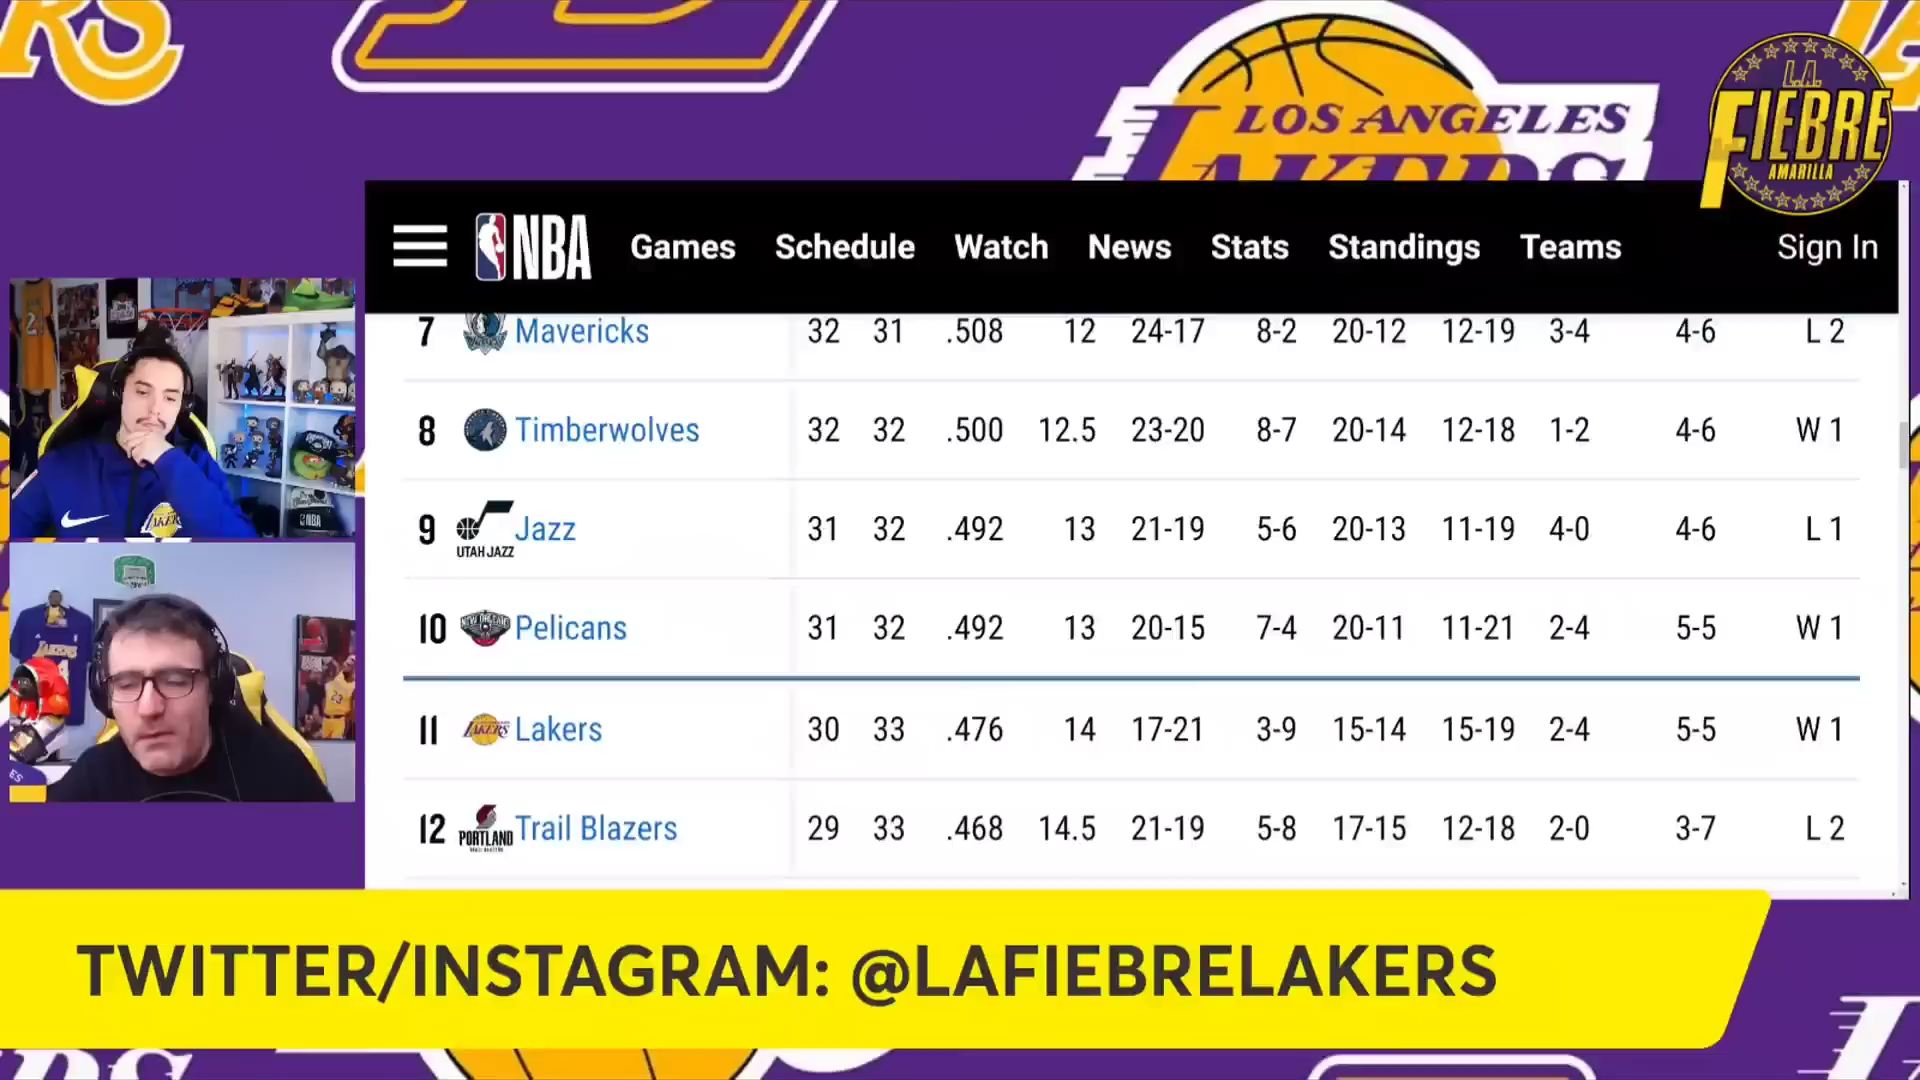 LOS ANGELES
LAKERS
L.A.
FIEBRE
AMARILLA
NBA Games Schedule Watch News Stats Standings Teams Sign In
7 Mavericks 32 31 .508 12 24-17 8-2 20-12 12-19 3-4 4-6 L 2
8 Timberwolves 32 32 .500 12.5 23-20 8-7 20-14 12-18 1-2 4-6 W 1
9 UTAH JAZZ Jazz 31 32 .492 13 21-19 5-6 20-13 11-19 4-0 4-6 L 1
10 NEW ORLEANS Pelicans 31 32 .492 13 20-15 7-4 20-11 11-21 2-4 5-5 W 1
11 LAKERS Lakers 30 33 .476 14 17-21 3-9 15-14 15-19 2-4 5-5 W 1
12 PORTLAND Trail Blazers 29 33 .468 14.5 21-19 5-8 17-15 12-18 2-0 3-7 L 2
TWITTER/INSTAGRAM: @LAFIEBRELAKERS